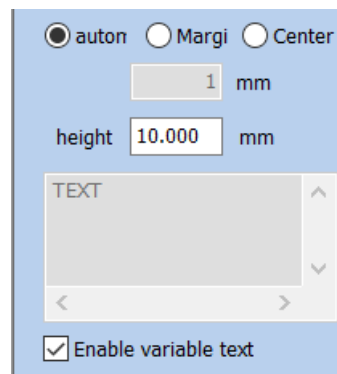 auton Margi Center
1 mm
height 10.000 mm
TEXT
Enable variable text